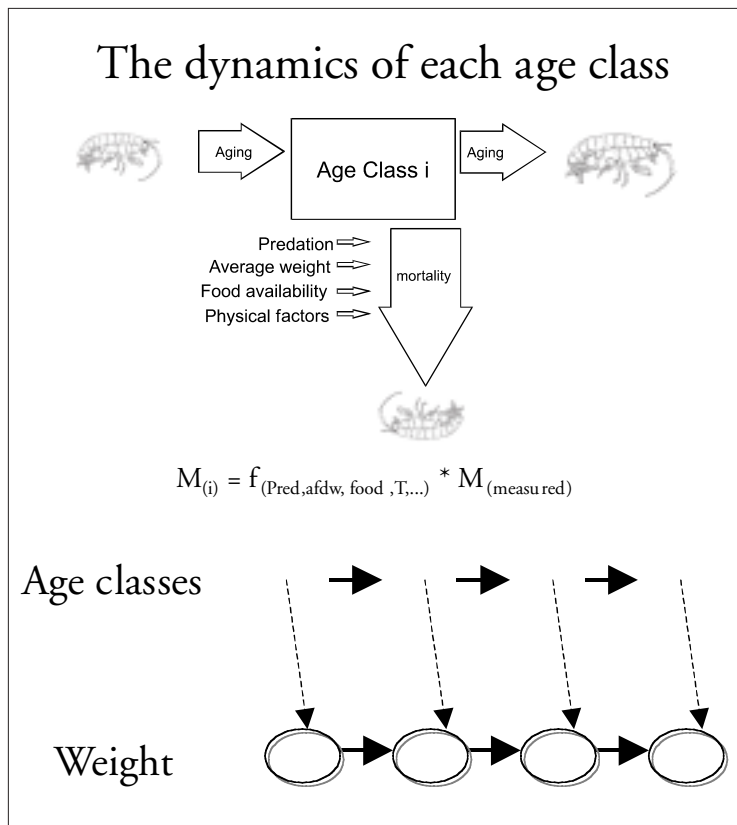 The dynamics of each age class
Aging
Age Class i
Aging
Predation
Average weight
Food availability
Physical factors
mortality
M(i) = f(Pred,afdw, food ,T,...) * M(measured)
Age classes
Weight